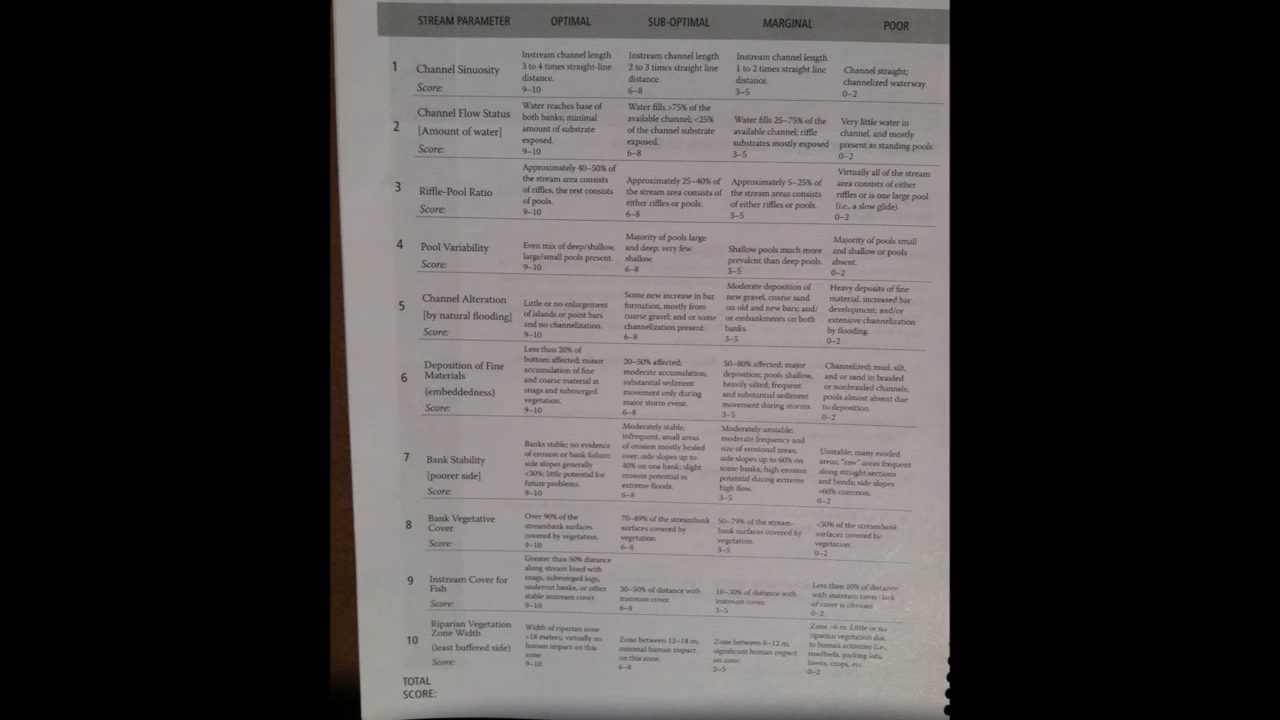 STREAM PARAMETER OPTIMAL SUB-OPTIMAL MARGINAL POOR
1
Channel Sinuosity
Score:
Instream channel length
3 to 4 times straight-line
distance.
9–10
Instream channel length
2 to 3 times straight line
distance.
6–8
Instream channel length
1 to 2 times straight line
distance.
3–5
Channel straight;
channelized waterway.
0–2
2
Channel Flow Status
[Amount of water]
Score:
Water reaches base of
both banks; minimal
amount of substrate
exposed.
9–10
Water fills >75% of the
available channel; <25%
of the channel substrate
exposed.
6–8
Water fills 25–75% of the
available channel; riffle
substrates mostly exposed
3–5
Very little water in
channel, and mostly
present as standing pools
0–2
3
Riffle-Pool Ratio
Score:
Approximately 40–50% of
the stream area consists
of riffles, the rest consists
of pools.
9–10
Approximately 25–40% of
the stream area consists of
either riffles or pools.
6–8
Approximately 5–25% of
the stream areas consists
of either riffles or pools.
3–5
Virtually all of the stream
area consists of either
riffles or is one large pool
(i.e., a slow glide).
0–2
4
Pool Variability
Score:
Even mix of deep/shallow,
large/small pools present.
9–10
Majority of pools large
and deep; very few
shallow.
6–8
Shallow pools much more
prevalent than deep pools.
3–5
Majority of pools small
and shallow or pools
absent.
0–2
5
Channel Alteration
[by natural flooding]
Score:
Little or no enlargement
of islands or point bars
and no channelization.
9–10
Some new increase in bar
formation, mostly from
coarse gravel; and or some
channelization present.
6–8
Moderate deposition of
new gravel, coarse sand
on old and new bars; and/
or embankments on both
banks.
3–5
Heavy deposits of fine
material, increased bar
development; and/or
extensive channelization
by flooding.
0–2
6
Deposition of Fine
Materials
(embeddedness)
Score:
Less than 20% of
bottom affected; minor
accumulation of fine
and coarse material at
snags and submerged
vegetation.
9–10
20–50% affected;
moderate accumulation;
substantial sediment
movement only during
major storm event.
6–8
50–80% affected; major
deposition; pools shallow,
heavily silted; frequent
and substantial sediment
movement during storms
3–5
Channelized; mud, silt,
and/or sand in braided
or nonbraided channels,
pools almost absent due
to deposition.
0–2
7
Bank Stability
[poorer side]
Score:
Banks stable; no evidence
of erosion or bank failure;
side slopes generally
<30%; little potential for
future problems.
9–10
Moderately stable;
infrequent, small areas
of erosion mostly healed
over; side slopes up to
40% on one bank; slight
erosion potential in
extreme floods.
6–8
Moderately unstable;
moderate frequency and
size of erosional areas;
side slopes up to 60% on
some banks; high erosion
potential during extreme
high flow.
3–5
Unstable; many eroded
areas; "raw" areas frequent
along straight sections
and bends; side slopes
>60% common.
0–2
8
Bank Vegetative
Cover
Score:
Over 90% of the
streambank surfaces
covered by vegetation.
9–10
70–89% of the streambank
surfaces covered by
vegetation.
6–8
50–79% of the stream-
bank surfaces covered by
vegetation.
3–5
<50% of the streambank
surfaces covered by
vegetation.
0–2
9
Instream Cover for
Fish
Score:
Greater than 50% distance
along stream lined with
snags, submerged logs,
undercut banks, or other
stable instream cover.
9–10
30–50% of distance with
instream cover.
6–8
10–30% of distance with
instream cover.
3–5
Less than 10% of distance
with instream cover; lack
of cover is obvious
0–2
10
Riparian Vegetation
Zone Width
(least buffered side)
Score:
Width of riparian zone
>18 meters; virtually no
human impact on this
zone.
9–10
Zone between 12–18 m;
minimal human impact
on this zone.
6–8
Zone between 6–12 m;
significant human impact
on zone.
3–5
Zone >6 m. Little or no
riparian vegetation due
to human activities (i.e.,
roadbeds, parking lots,
lawns, crops, etc.
0–2
TOTAL
SCORE: